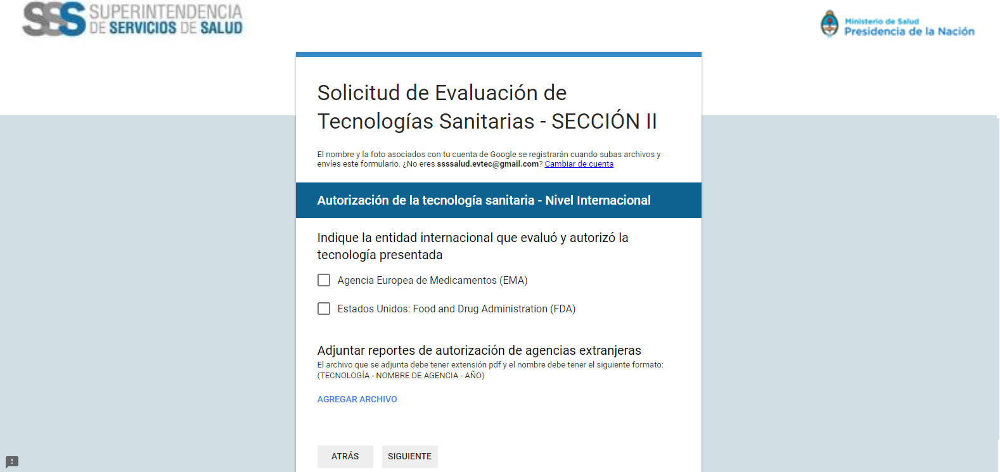 SSS SUPERINTENDENCIA
DE SERVICIOS DE SALUD
Ministerio de Salud
Presidencia de la Nación
Solicitud de Evaluación de
Tecnologías Sanitarias - SECCIÓN II
El nombre y la foto asociados con tu cuenta de Google se registrarán cuando subas archivos y
envíes este formulario. ¿No eres ssssalud.evtec@gmail.com? Cambiar de cuenta
Autorización de la tecnología sanitaria - Nivel Internacional
Indique la entidad internacional que evaluó y autorizó la
tecnología presentada
Agencia Europea de Medicamentos (EMA)
Estados Unidos: Food and Drug Administration (FDA)
Adjuntar reportes de autorización de agencias extranjeras
El archivo que se adjunta debe tener extensión pdf y el nombre debe tener el siguiente formato:
(TECNOLOGÍA - NOMBRE DE AGENCIA - AÑO)
AGREGAR ARCHIVO
ATRÁS SIGUIENTE